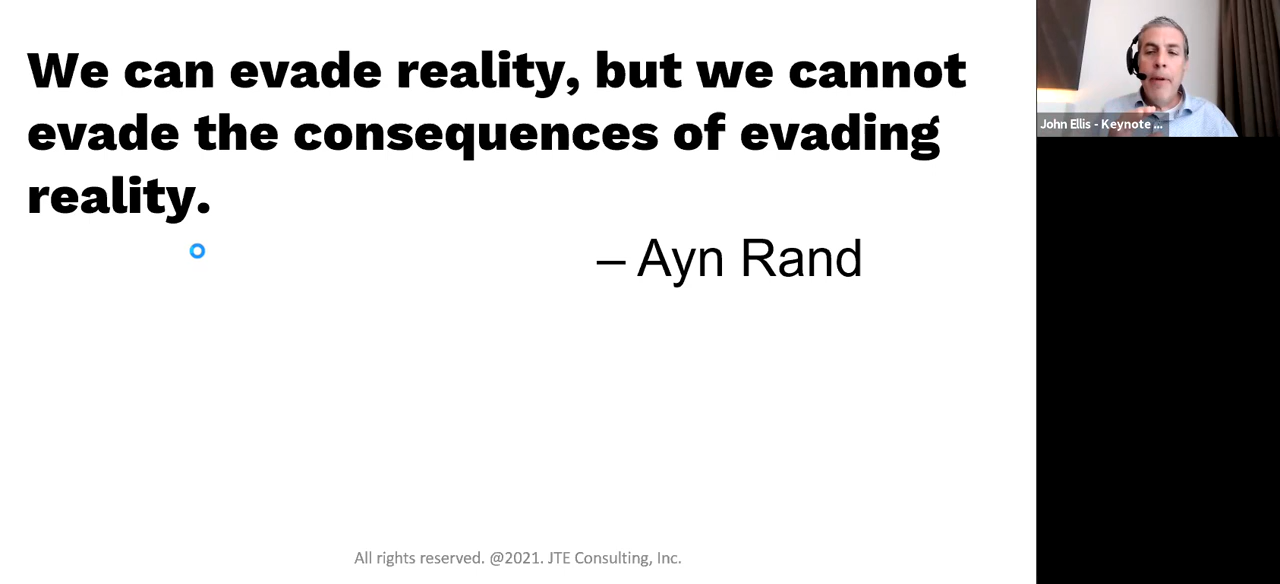 We can evade reality, but we cannot
evade the consequences of evading
reality.
– Ayn Rand
John Ellis - Keynote ...
All rights reserved. @2021. JTE Consulting, Inc.